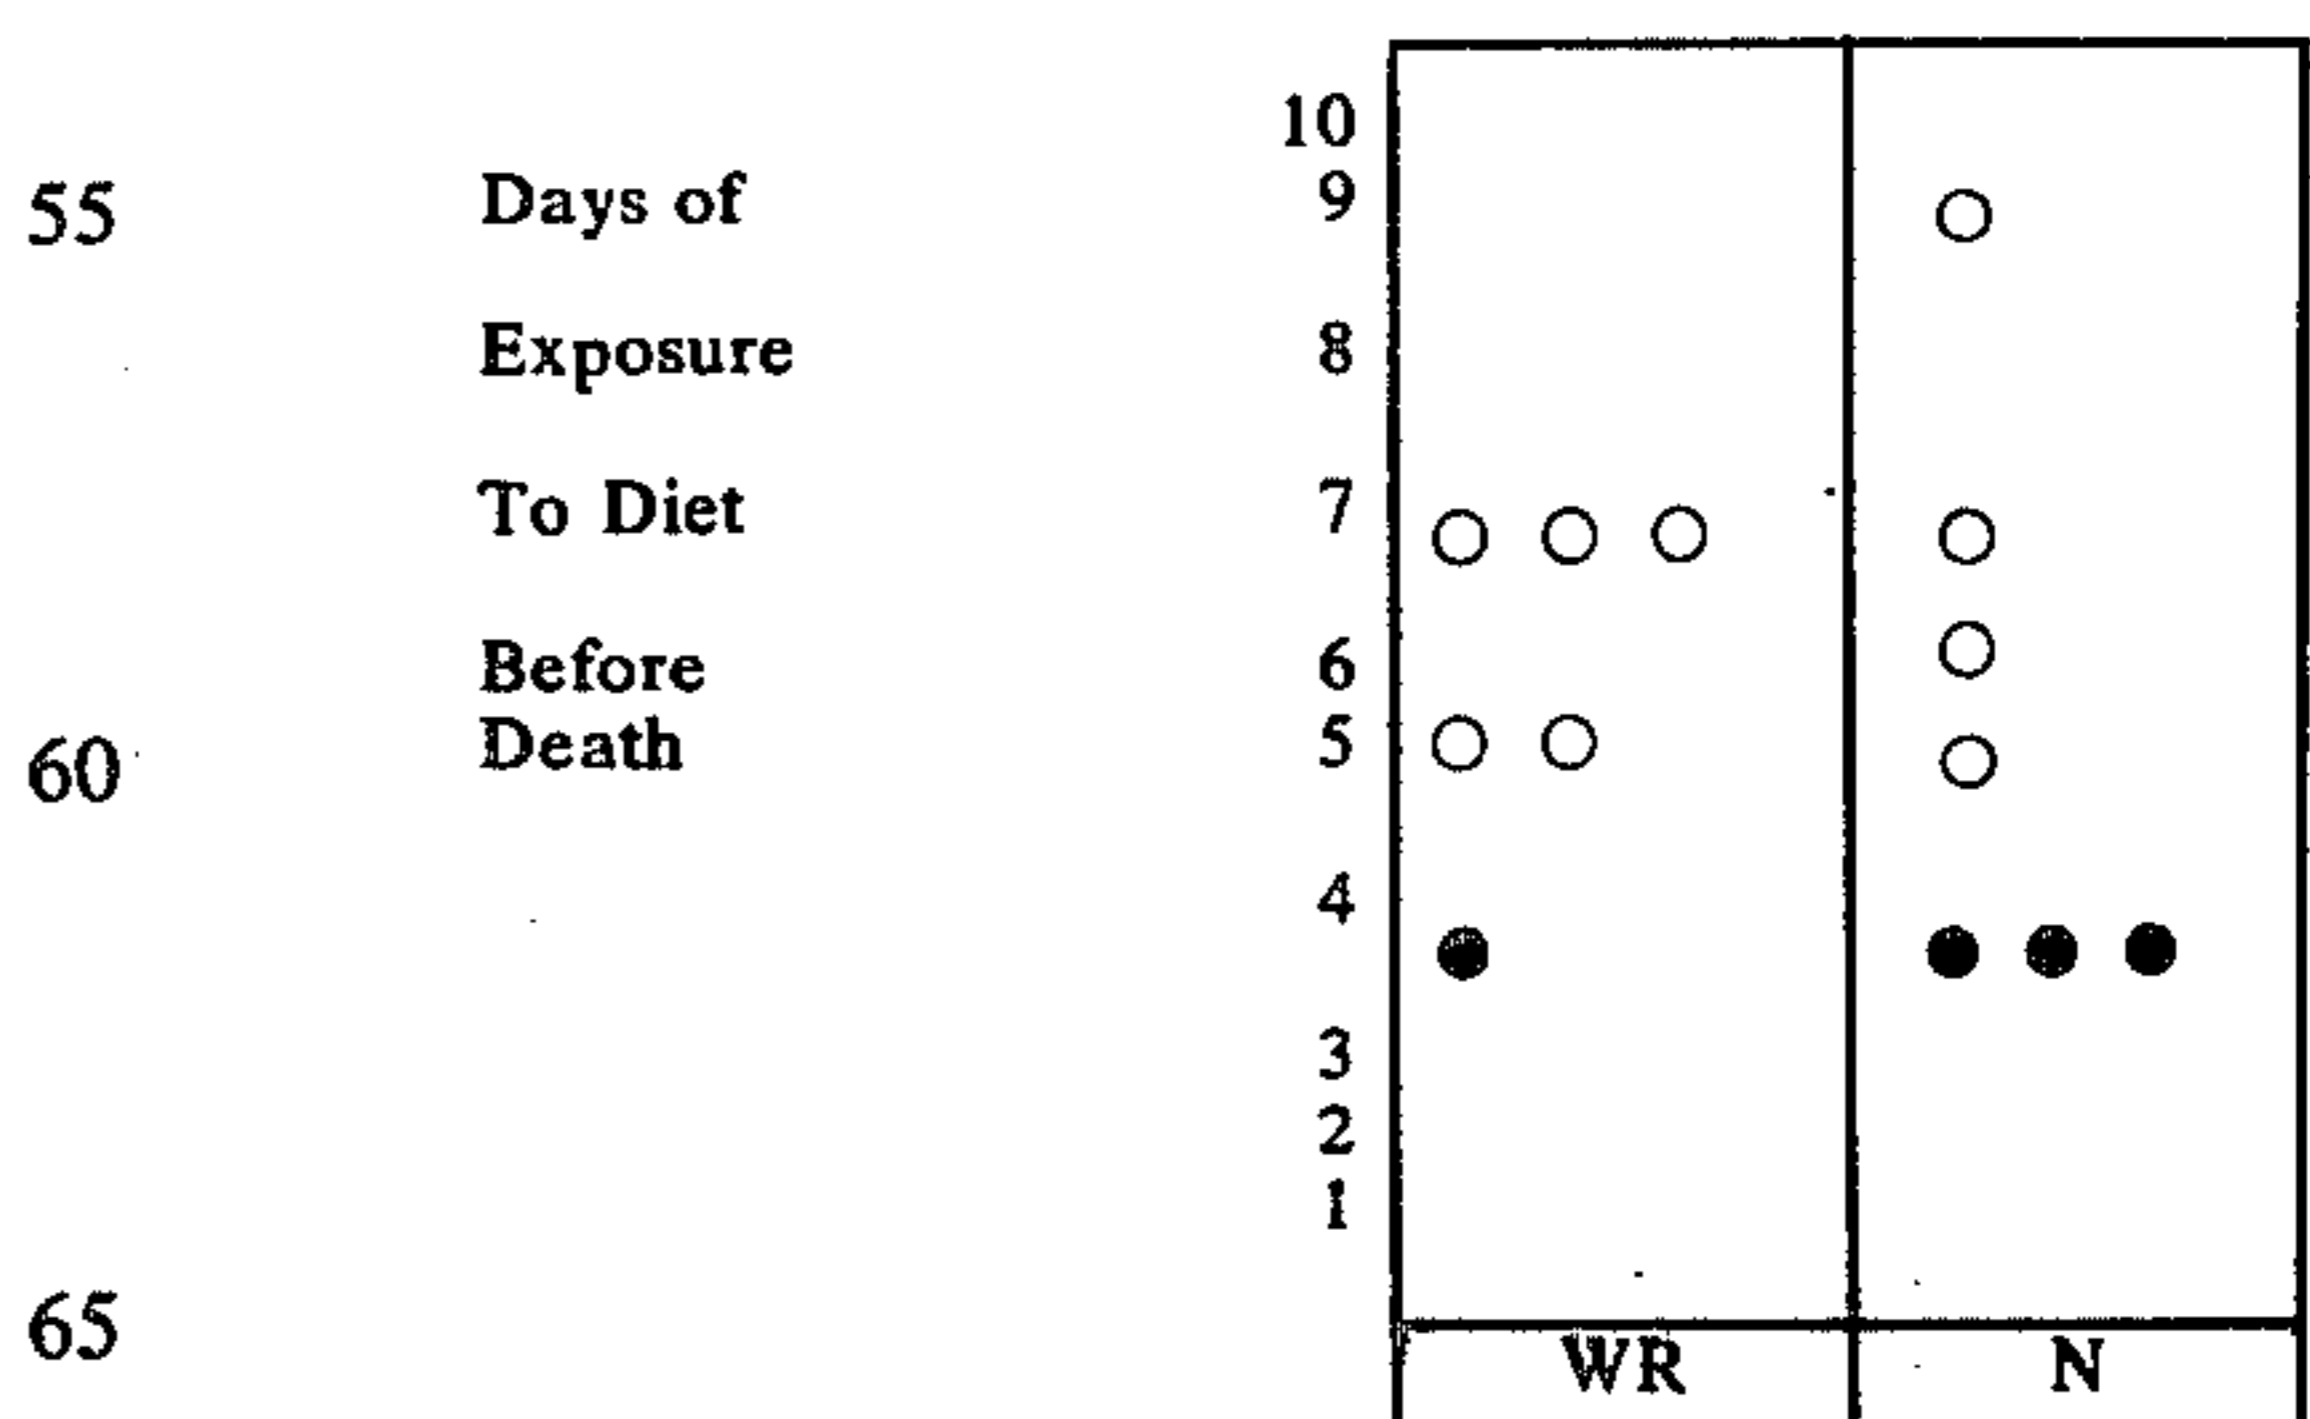 10
55 Days of 9
Exposure 8
To Diet 7
Before 6
60 Death 5
4
3
2
1
65 WR N